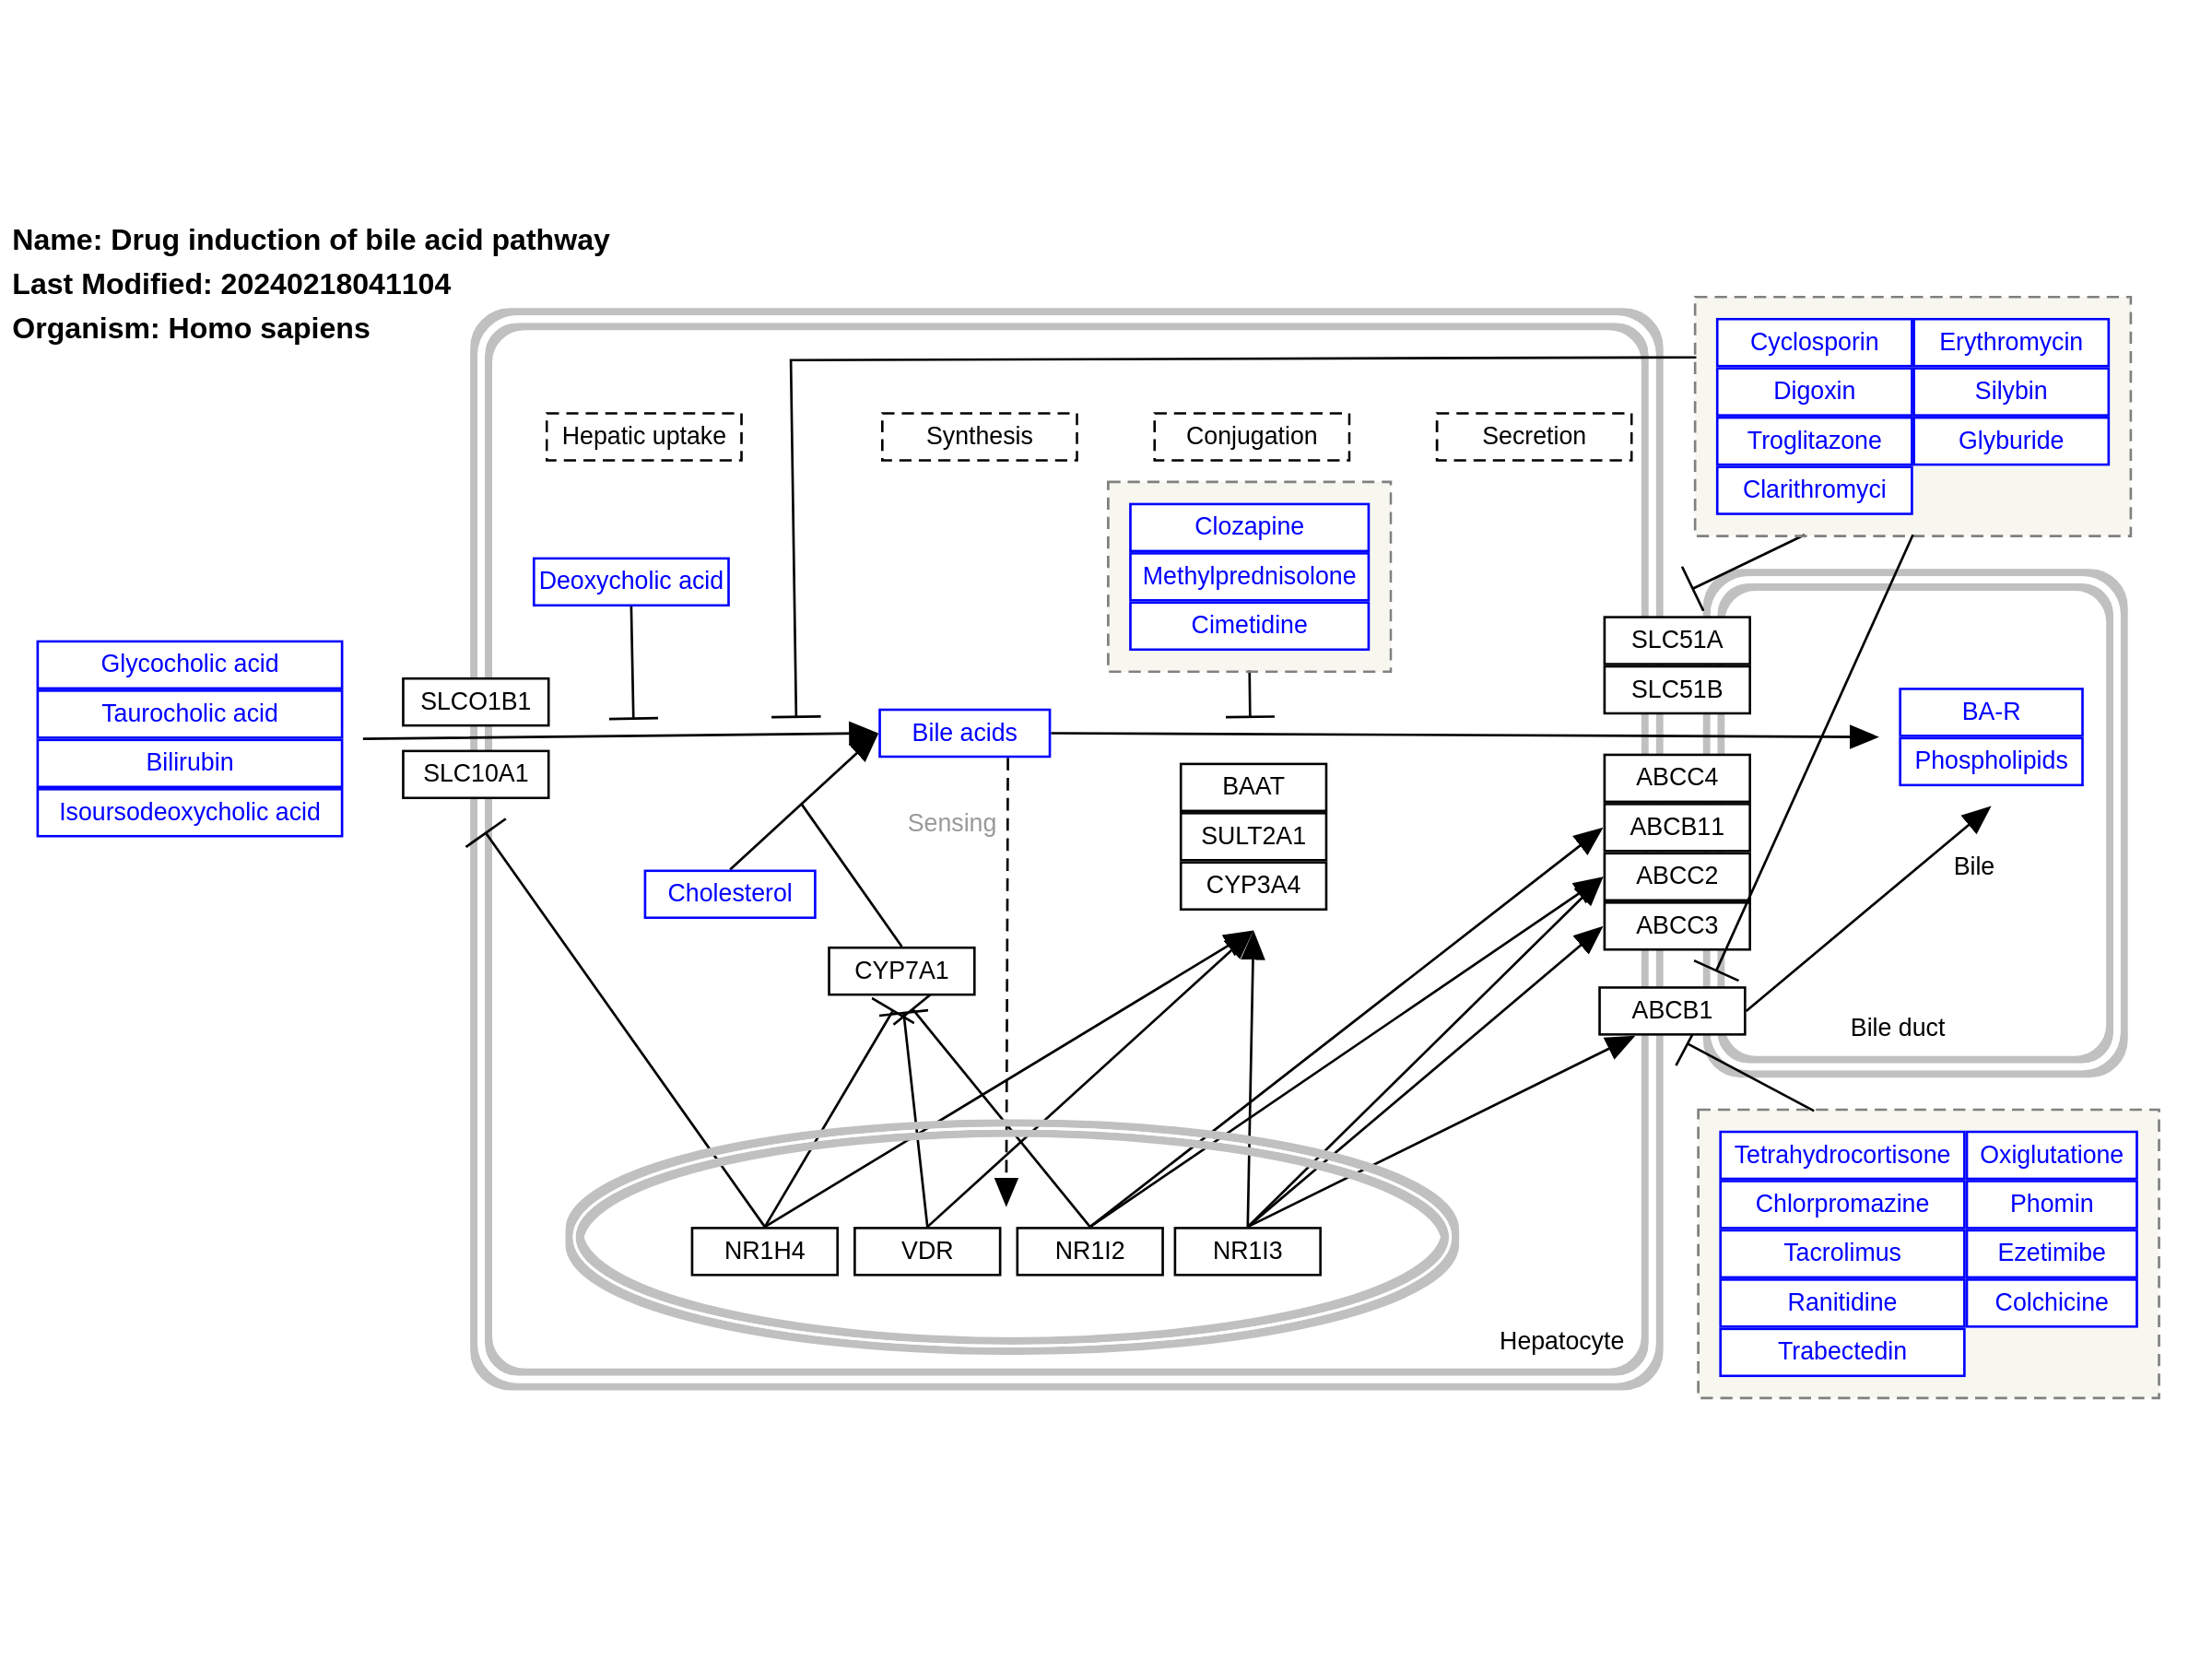 Name: Drug induction of bile acid pathway
Last Modified: 20240218041104
Organism: Homo sapiens
Cyclosporin
Erythromycin
Digoxin
Silybin
Troglitazone
Glyburide
Clarithromyci
Hepatic uptake
Synthesis
Conjugation
Secretion
Clozapine
Methylprednisolone
Cimetidine
Deoxycholic acid
Glycocholic acid
Taurocholic acid
Bilirubin
Isoursodeoxycholic acid
SLCO1B1
SLC10A1
Bile acids
SLC51A
SLC51B
BA-R
Phospholipids
BAAT
SULT2A1
CYP3A4
ABCC4
ABCB11
ABCC2
ABCC3
Sensing
Cholesterol
Bile
CYP7A1
ABCB1
Bile duct
NR1H4
VDR
NR1I2
NR1I3
Hepatocyte
Tetrahydrocortisone
Oxiglutatione
Chlorpromazine
Phomin
Tacrolimus
Ezetimibe
Ranitidine
Colchicine
Trabectedin